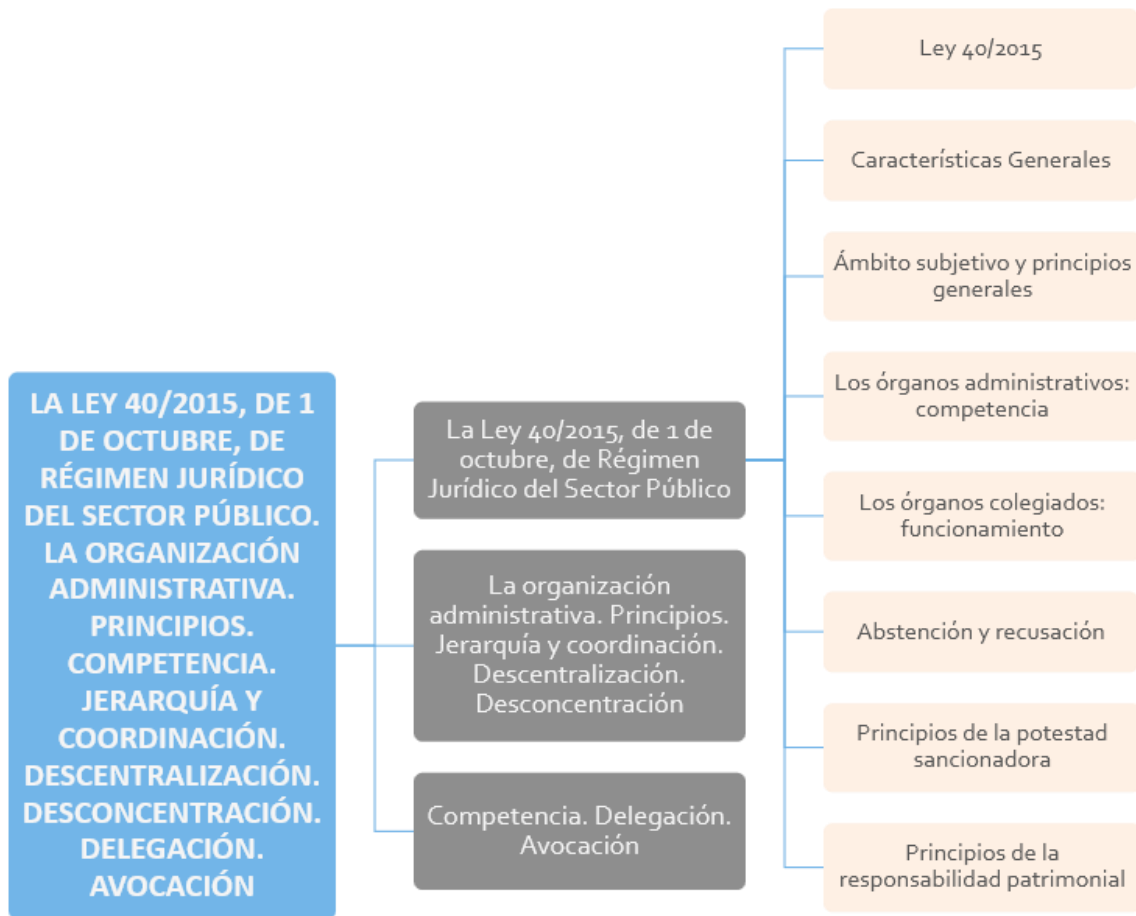 LA LEY 40/2015, DE 1
DE OCTUBRE, DE
RÉGIMEN JURÍDICO
DEL SECTOR PÚBLICO.
LA ORGANIZACIÓN
ADMINISTRATIVA.
PRINCIPIOS.
COMPETENCIA.
JERARQUÍA Y
COORDINACIÓN.
DESCENTRALIZACIÓN.
DESCONCENTRACIÓN.
DELEGACIÓN.
AVOCACIÓN
La Ley 40/2015, de 1 de
octubre, de Régimen
Jurídico del Sector Público
La organización
administrativa. Principios.
Jerarquía y coordinación.
Descentralización.
Desconcentración
Competencia. Delegación.
Avocación
Ley 40/2015
Características Generales
Ámbito subjetivo y principios
generales
Los órganos administrativos:
competencia
Los órganos colegiados:
funcionamiento
Abstención y recusación
Principios de la potestad
sancionadora
Principios de la
responsabilidad patrimonial